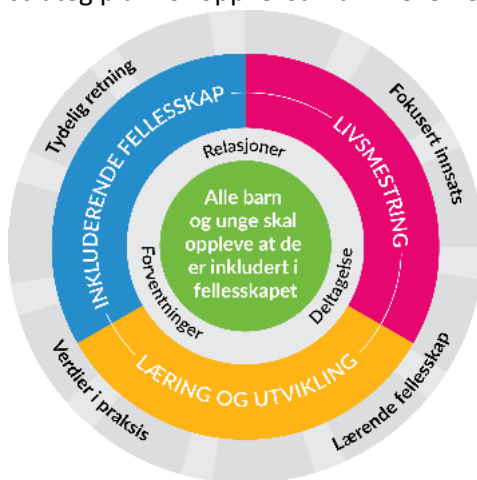 Tydelig retning
Fokusert innsats
INKLUDERENDE FELLESSKAP
LIVSMESTRING
Relasjoner
Alle barn
og unge skal
oppleve at de
er inkludert i
fellesskapet
Forventninger
Deltagelse
LÆRING OG UTVIKLING
Verdier i praksis
Lærende fellesskap